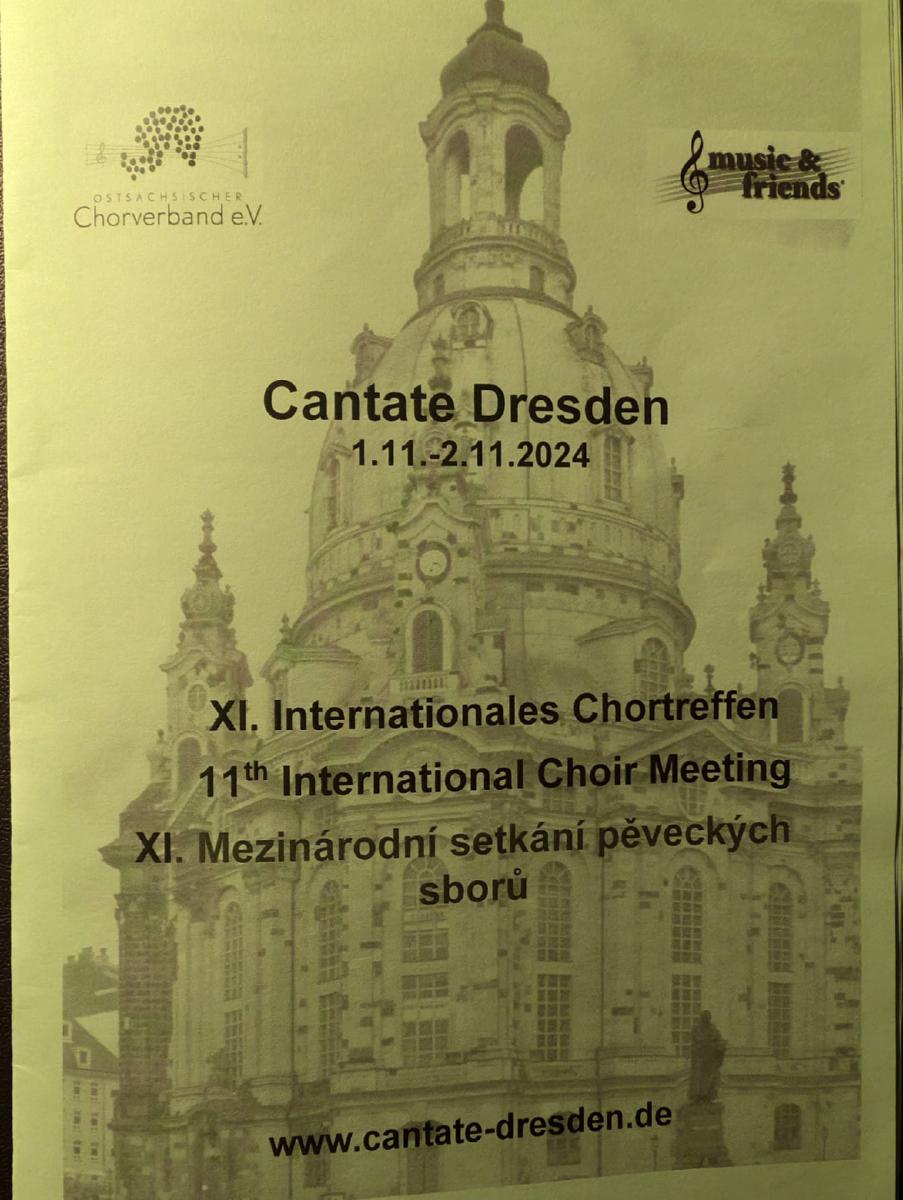 OSTSÄCHSISCHER
Chorverband e.V.
music &
friends
Cantate Dresden
1.11.-2.11.2024
XI. Internationales Chortreffen
11th International Choir Meeting
XI. Mezinárodní setkání pěveckých
sborů
www.cantate-dresden.de